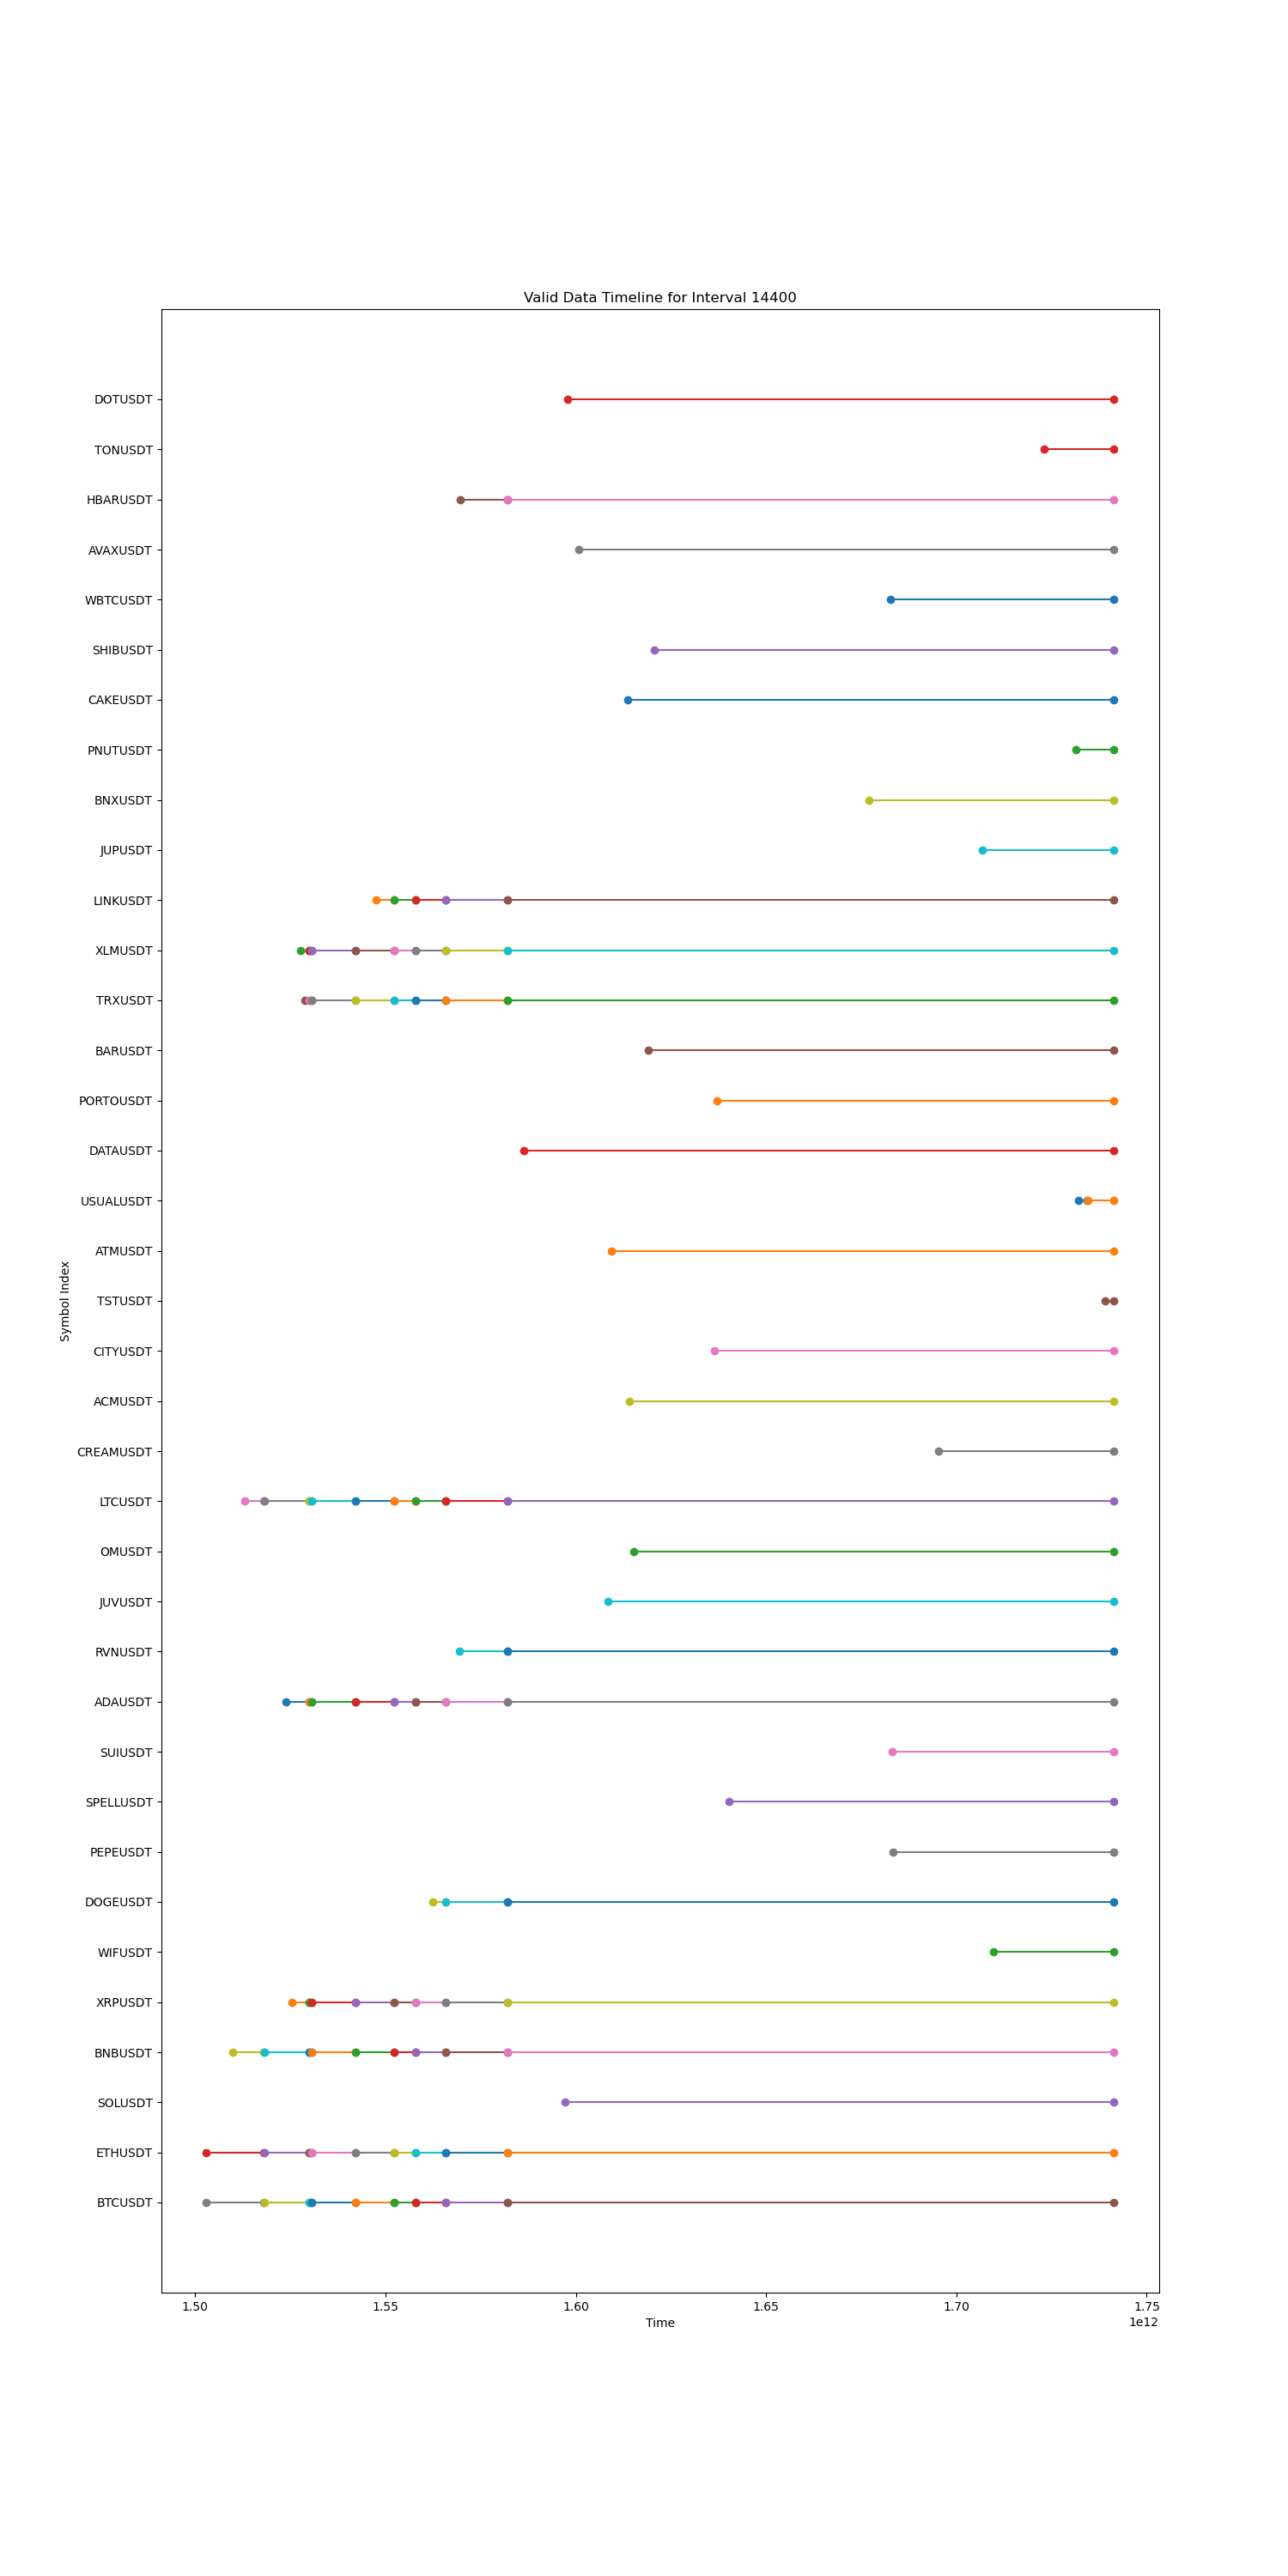 Valid Data Timeline for Interval 14400
DOTUSDT
TONUSDT
HBARUSDT
AVAXUSDT
WBTCUSDT
SHIBUSDT
CAKEUSDT
PNUTUSDT
BNXUSDT
JUPUSDT
LINKUSDT
XLMUSDT
TRXUSDT
BARUSDT
PORTOUSDT
DATAUSDT
USUALUSDT
ATMUSDT
TSTUSDT
CITYUSDT
ACMUSDT
CREAMUSDT
LTCUSDT
OMUSDT
JUVUSDT
RVNUSDT
ADAUSDT
SUIUSDT
SPELLUSDT
PEPEUSDT
DOGEUSDT
WIFUSDT
XRPUSDT
BNBUSDT
SOLUSDT
ETHUSDT
BTCUSDT
Symbol Index
1.50 1.55 1.60 1.65 1.70 1.75
1e12
Time